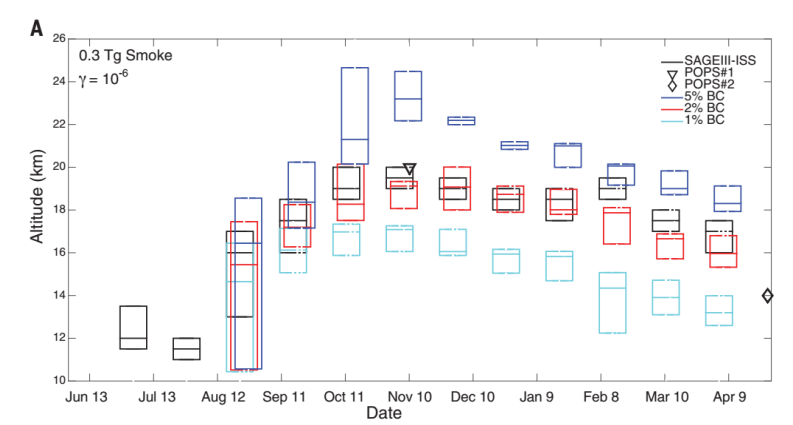 A
26
24
22
20
18
16
14
12
10
Altitude (km)
0.3 Tg Smoke
γ = 10⁻⁶
SAGEIII-ISS
POPS#1
POPS#2
5% BC
2% BC
1% BC
Jun 13 Jul 13 Aug 12 Sep 11 Oct 11 Nov 10 Dec 10 Jan 9 Feb 8 Mar 10 Apr 9
Date